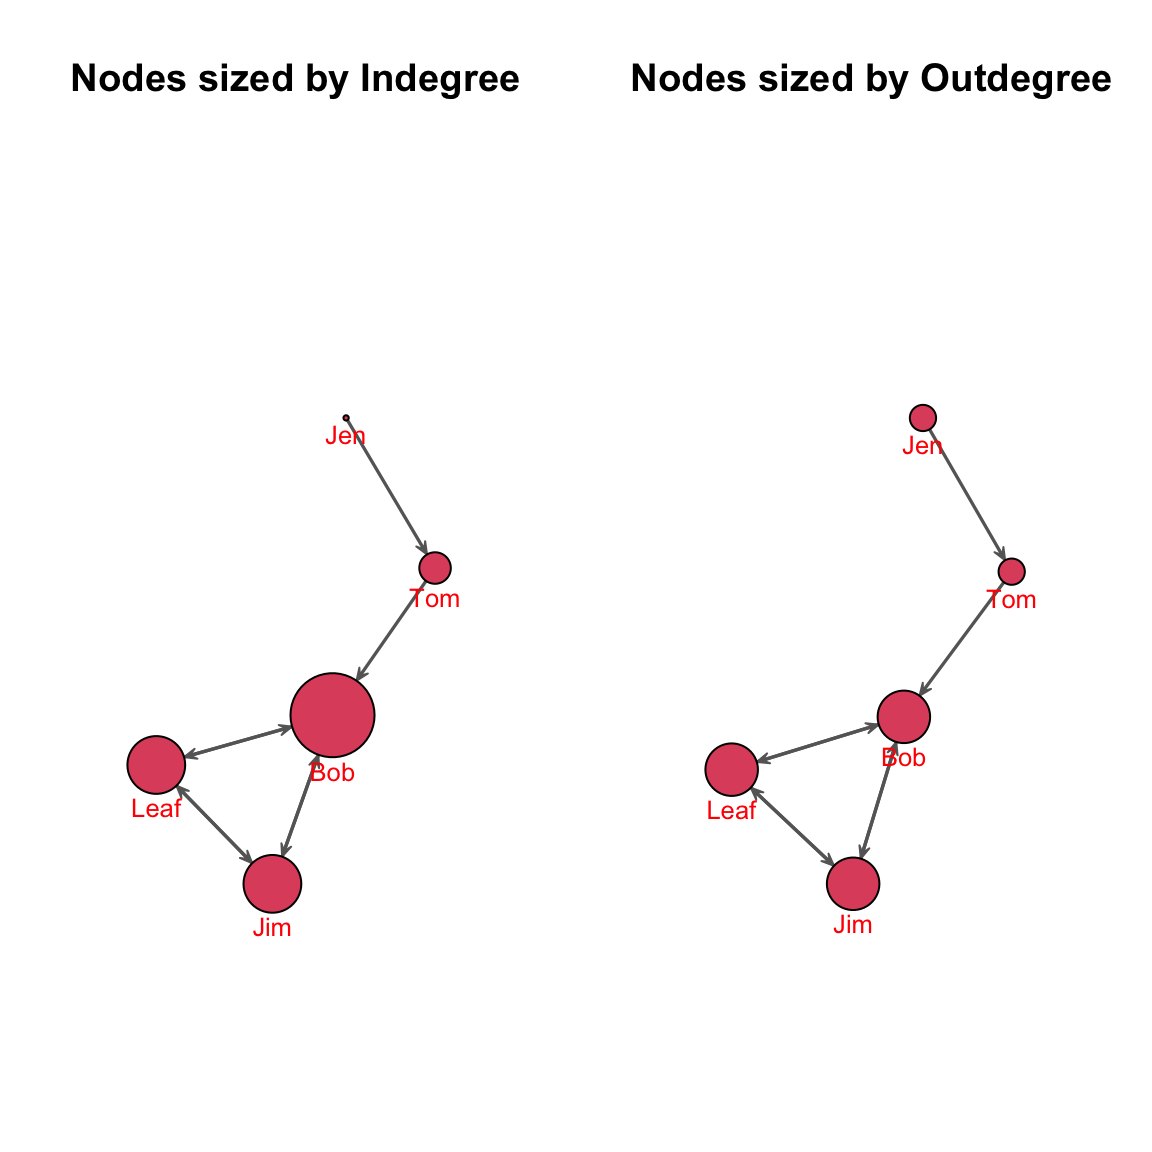 Nodes sized by Indegree
Jen
Tom
Bob
Leaf
Jim
Nodes sized by Outdegree
Jen
Tom
Bob
Leaf
Jim